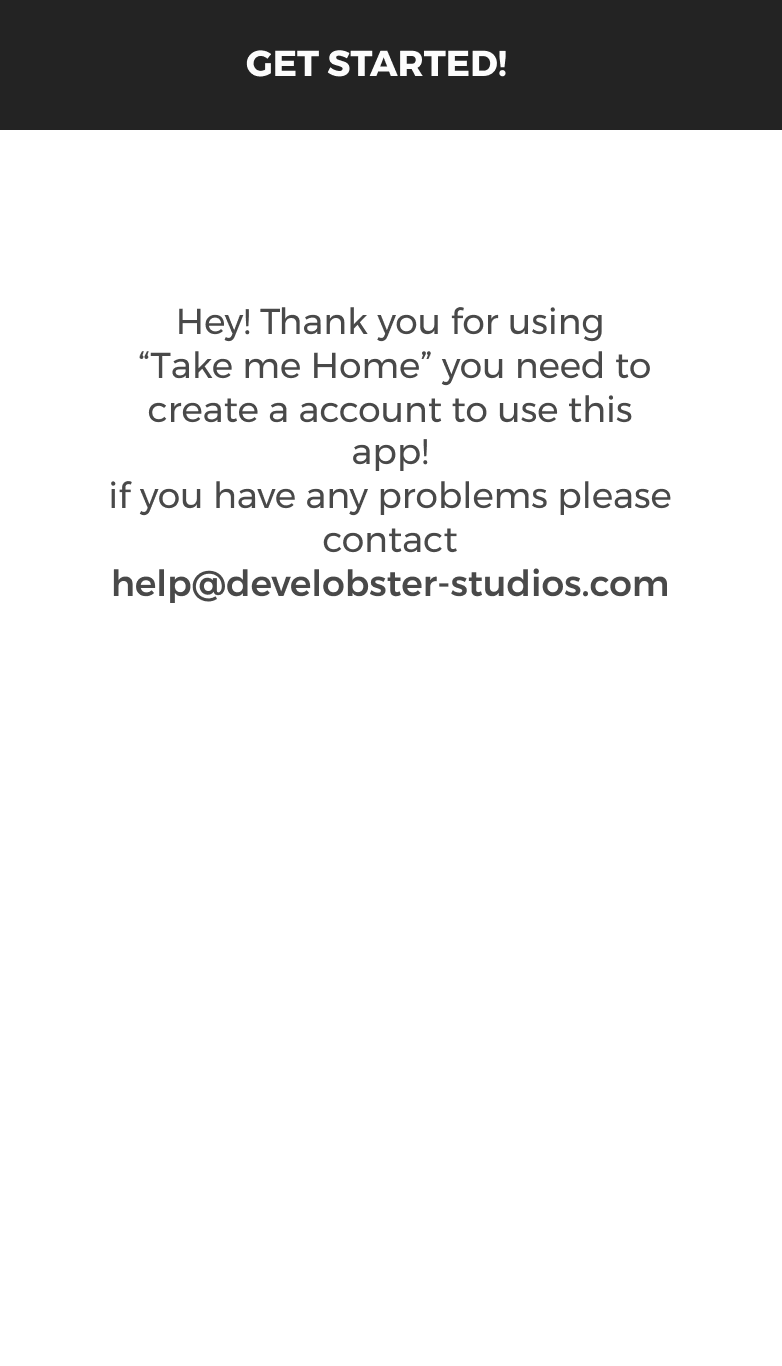 GET STARTED!
Hey! Thank you for using
“Take me Home” you need to
create a account to use this
app!
if you have any problems please
contact
help@develobster-studios.com